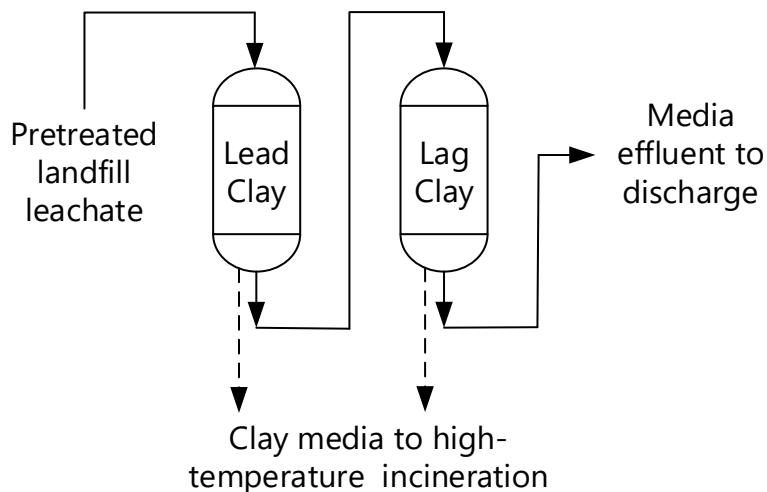 Pretreated
landfill
leachate
Lead
Clay
Lag
Clay
Media
effluent to
discharge
Clay media to high-
temperature incineration